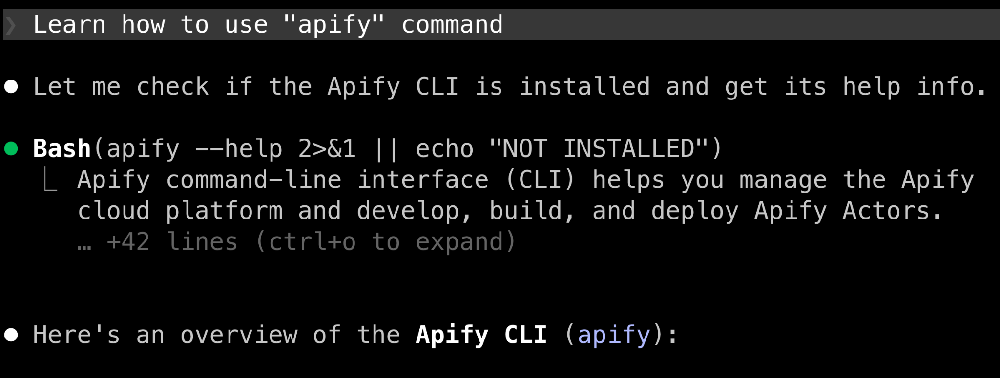 ❯ Learn how to use "apify" command
● Let me check if the Apify CLI is installed and get its help info.
● Bash(apify --help 2>&1 || echo "NOT INSTALLED")
⎿ Apify command-line interface (CLI) helps you manage the Apify
cloud platform and develop, build, and deploy Apify Actors.
… +42 lines (ctrl+o to expand)
● Here's an overview of the Apify CLI (apify):